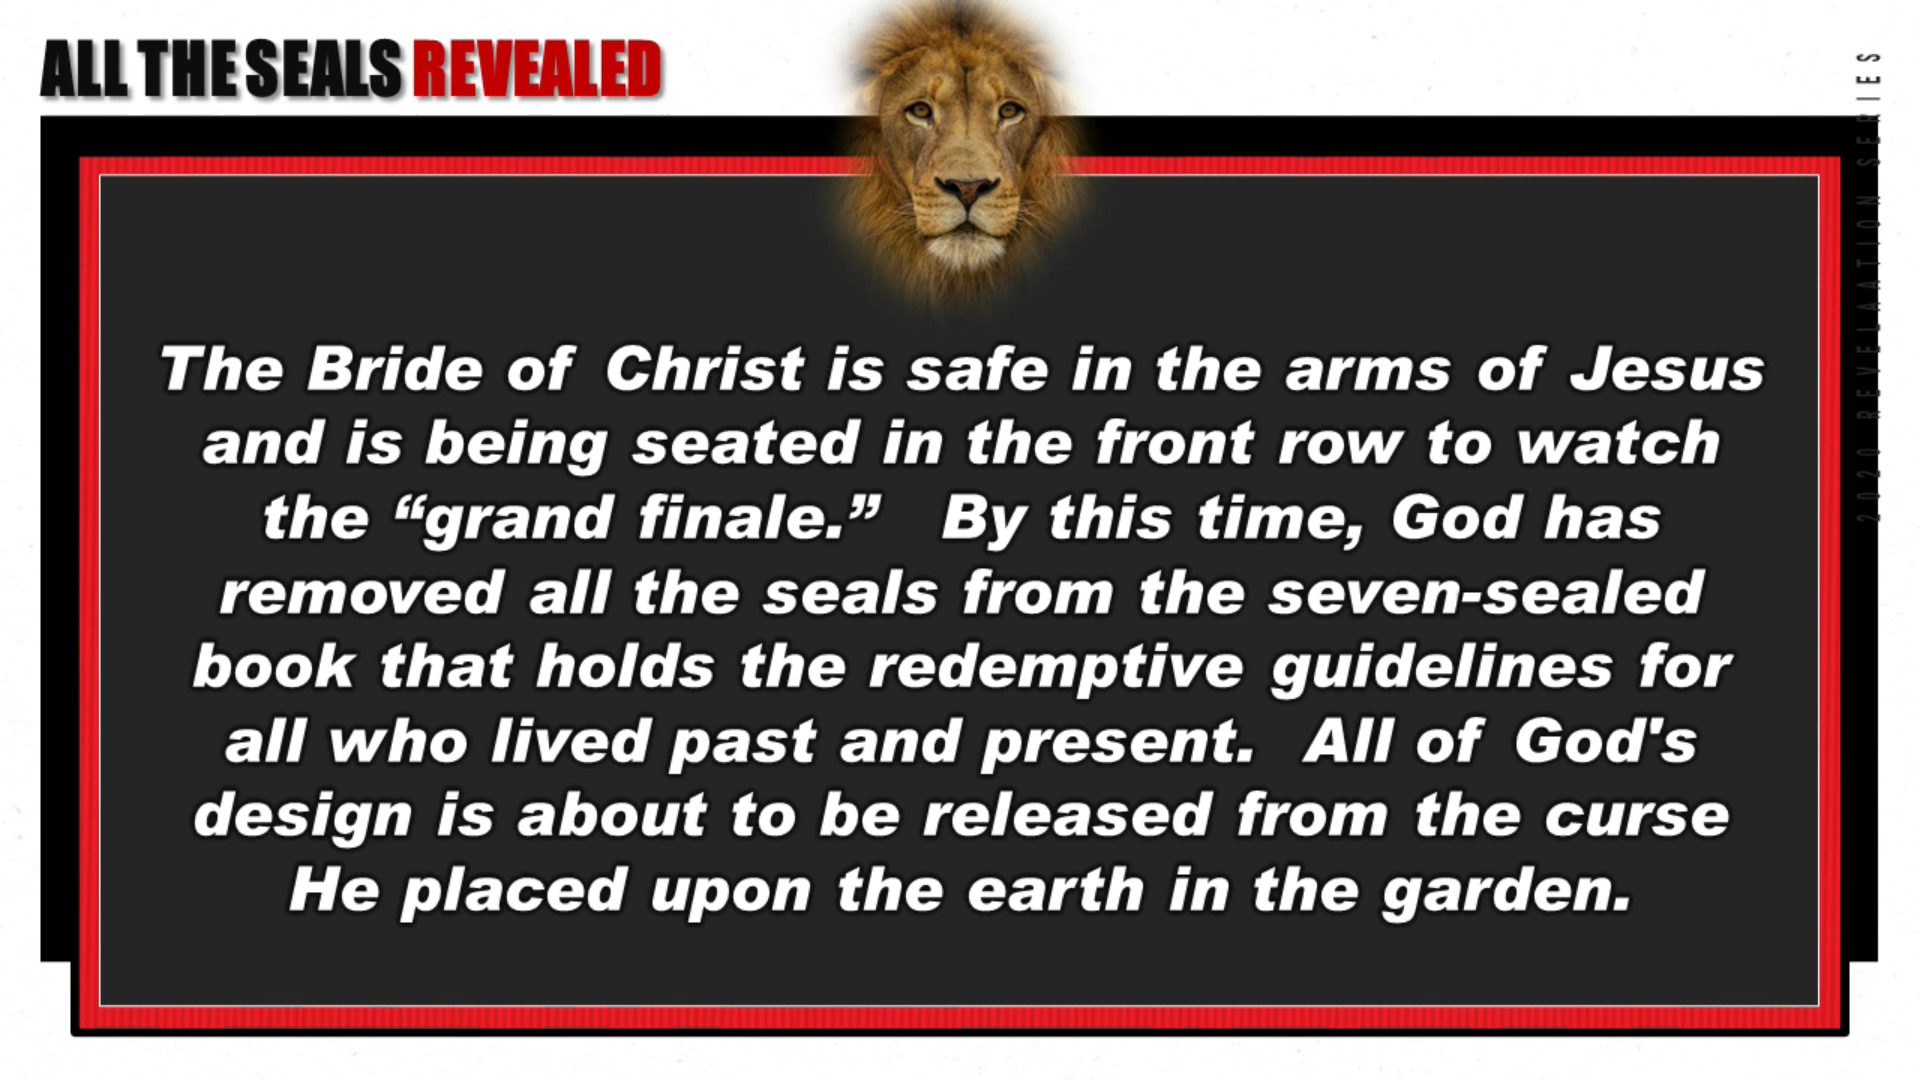 ALL THE SEALS REVEALED
The Bride of Christ is safe in the arms of Jesus
and is being seated in the front row to watch
the “grand finale.” By this time, God has
removed all the seals from the seven-sealed
book that holds the redemptive guidelines for
all who lived past and present. All of God's
design is about to be released from the curse
He placed upon the earth in the garden.
2020 REVELAATION SERIES